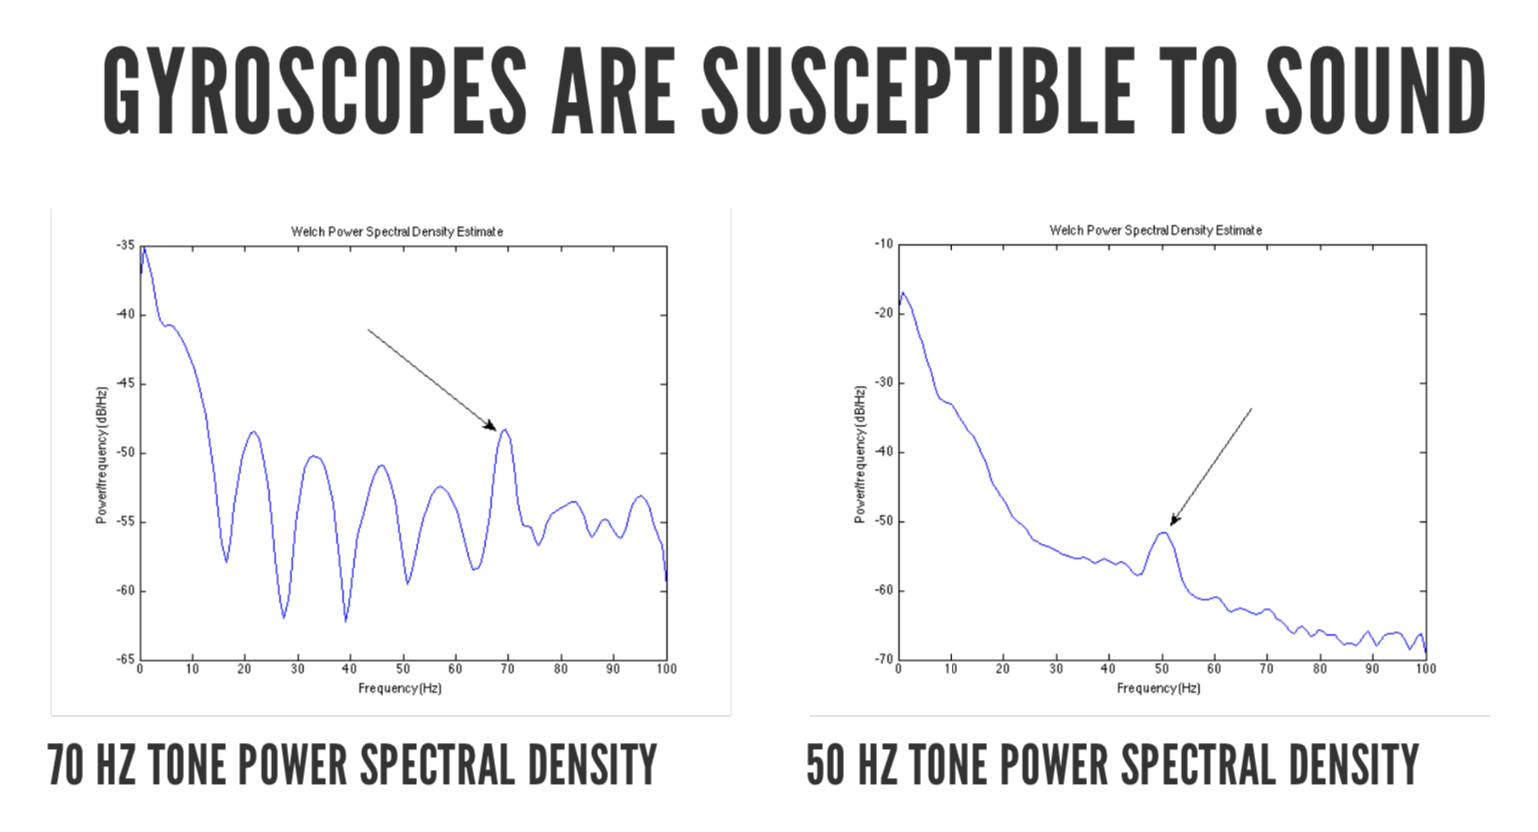 GYROSCOPES ARE SUSCEPTIBLE TO SOUND
Welch Power Spectral Density Estimate
-35
-40
-45
-50
-55
-60
-65
Power/frequency (dB/Hz)
0 10 20 30 40 50 60 70 80 90 100
Frequency (Hz)
70 HZ TONE POWER SPECTRAL DENSITY
Welch Power Spectral Density Estimate
-10
-20
-30
-40
-50
-60
-70
Power/frequency (dB/Hz)
0 10 20 30 40 50 60 70 80 90 100
Frequency (Hz)
50 HZ TONE POWER SPECTRAL DENSITY